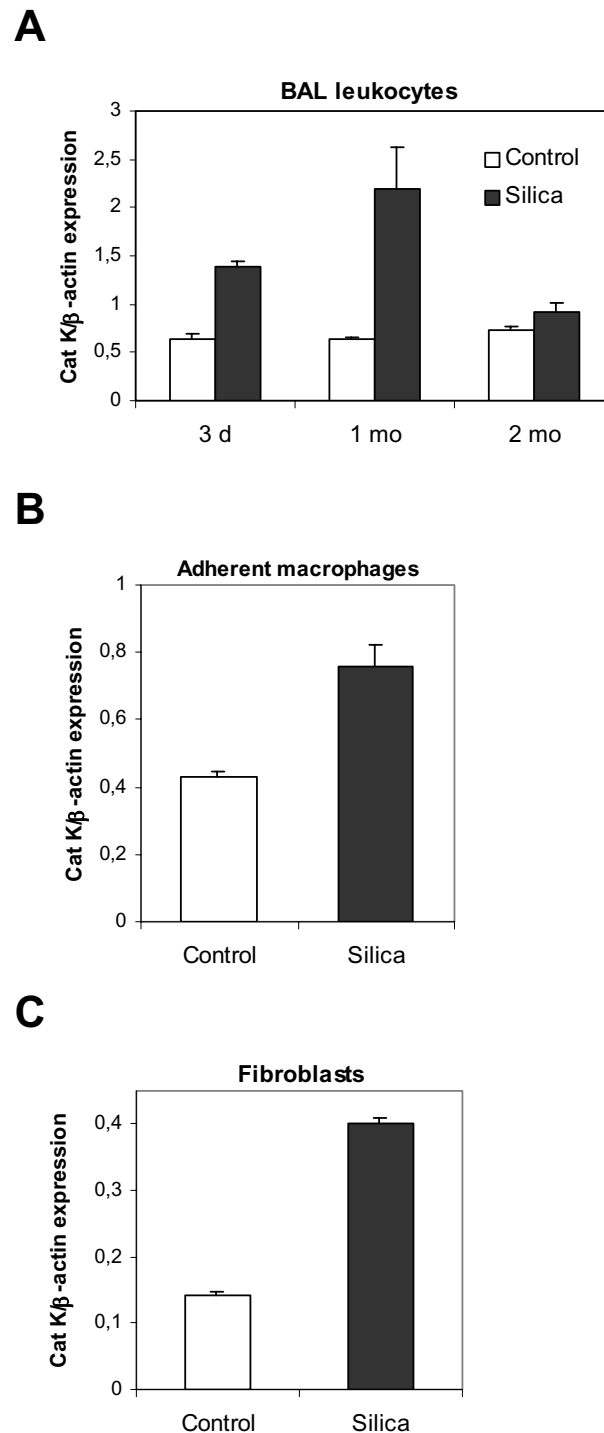 A
BAL leukocytes
Cat K/β-actin expression
3
2,5
2
1,5
1
0,5
0
Control
Silica
3 d
1 mo
2 mo
B
Adherent macrophages
Cat K/β-actin expression
1
0,8
0,6
0,4
0,2
0
Control
Silica
C
Fibroblasts
Cat K/β-actin expression
0,4
0,3
0,2
0,1
0
Control
Silica